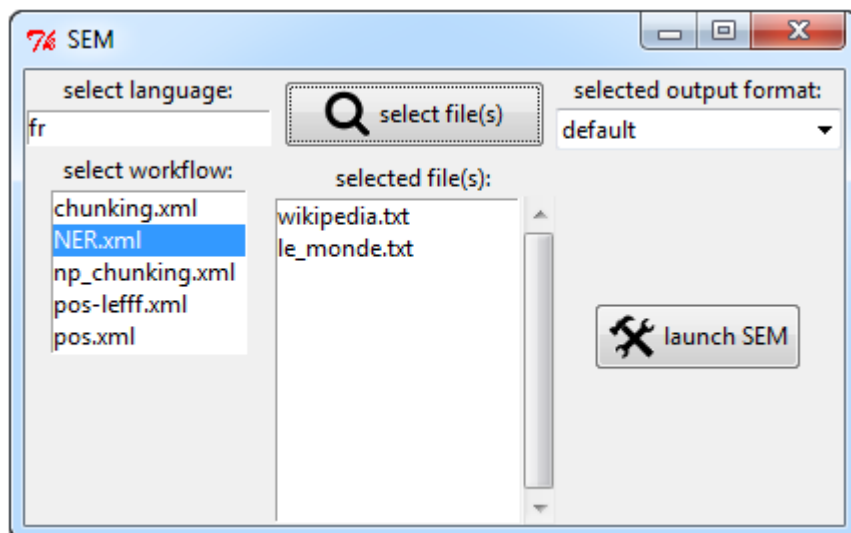 SEM
select language:
fr
select file(s)
selected output format:
default
select workflow:
chunking.xml
NER.xml
np_chunking.xml
pos-lefff.xml
pos.xml
selected file(s):
wikipedia.txt
le_monde.txt
launch SEM